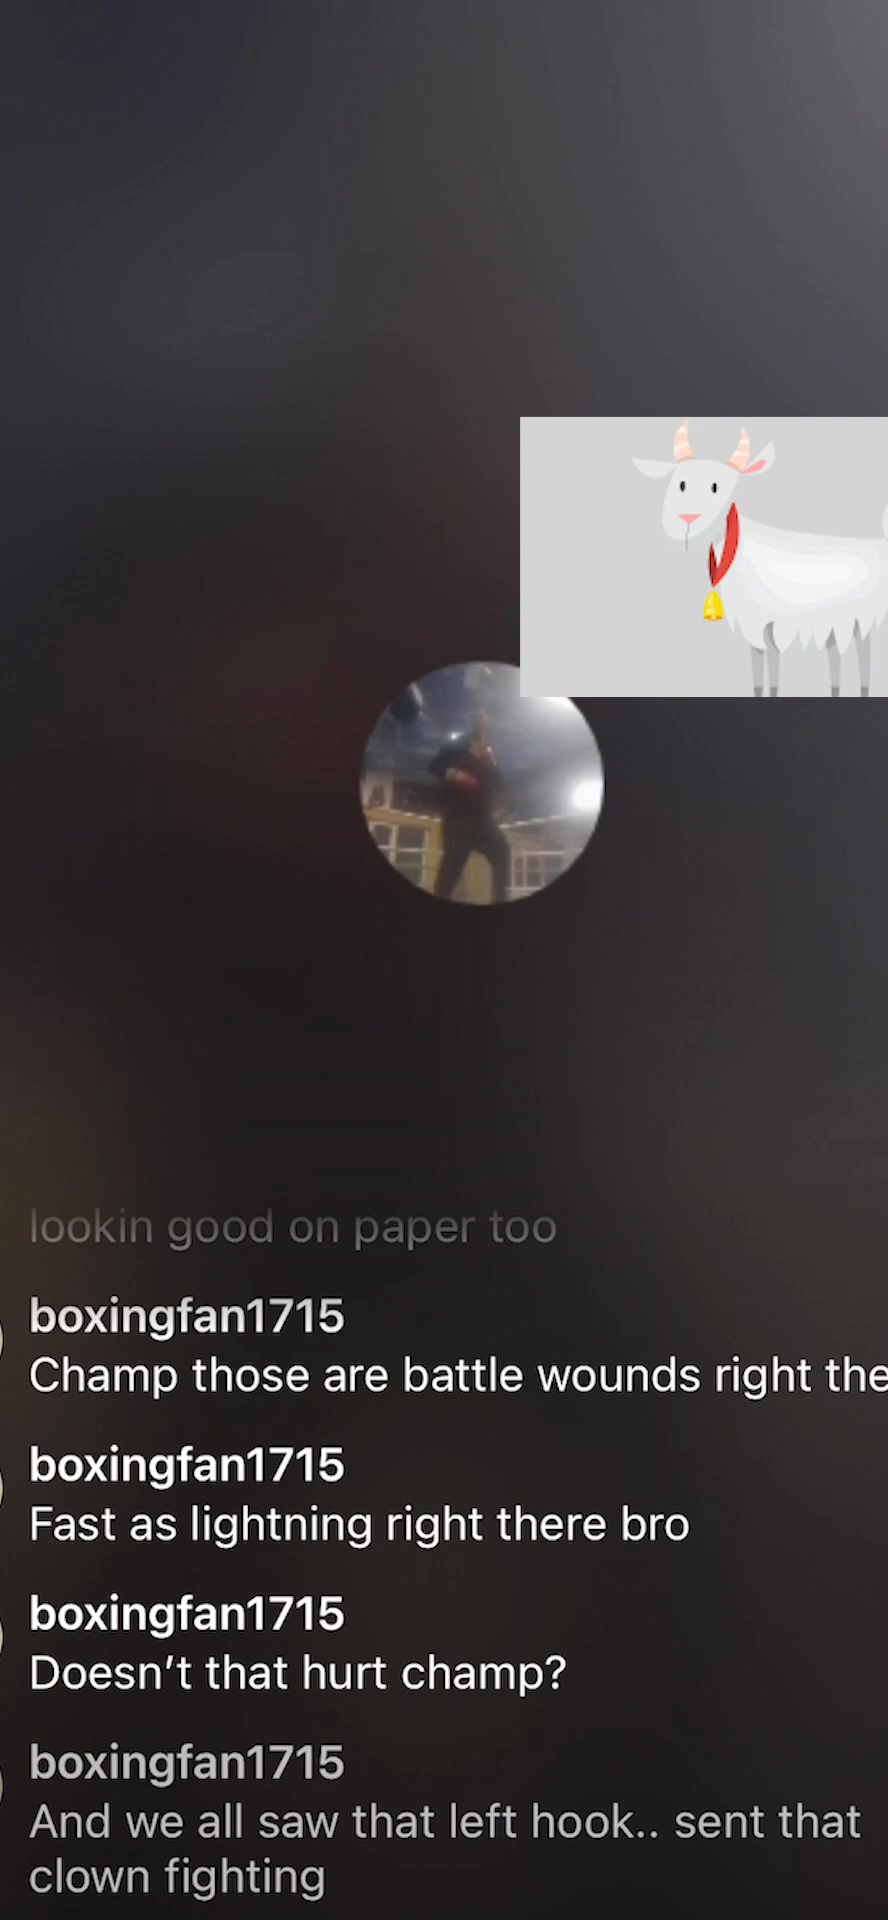 lookin good on paper too
boxingfan1715
Champ those are battle wounds right the
boxingfan1715
Fast as lightning right there bro
boxingfan1715
Doesn’t that hurt champ?
boxingfan1715
And we all saw that left hook.. sent that
clown fighting